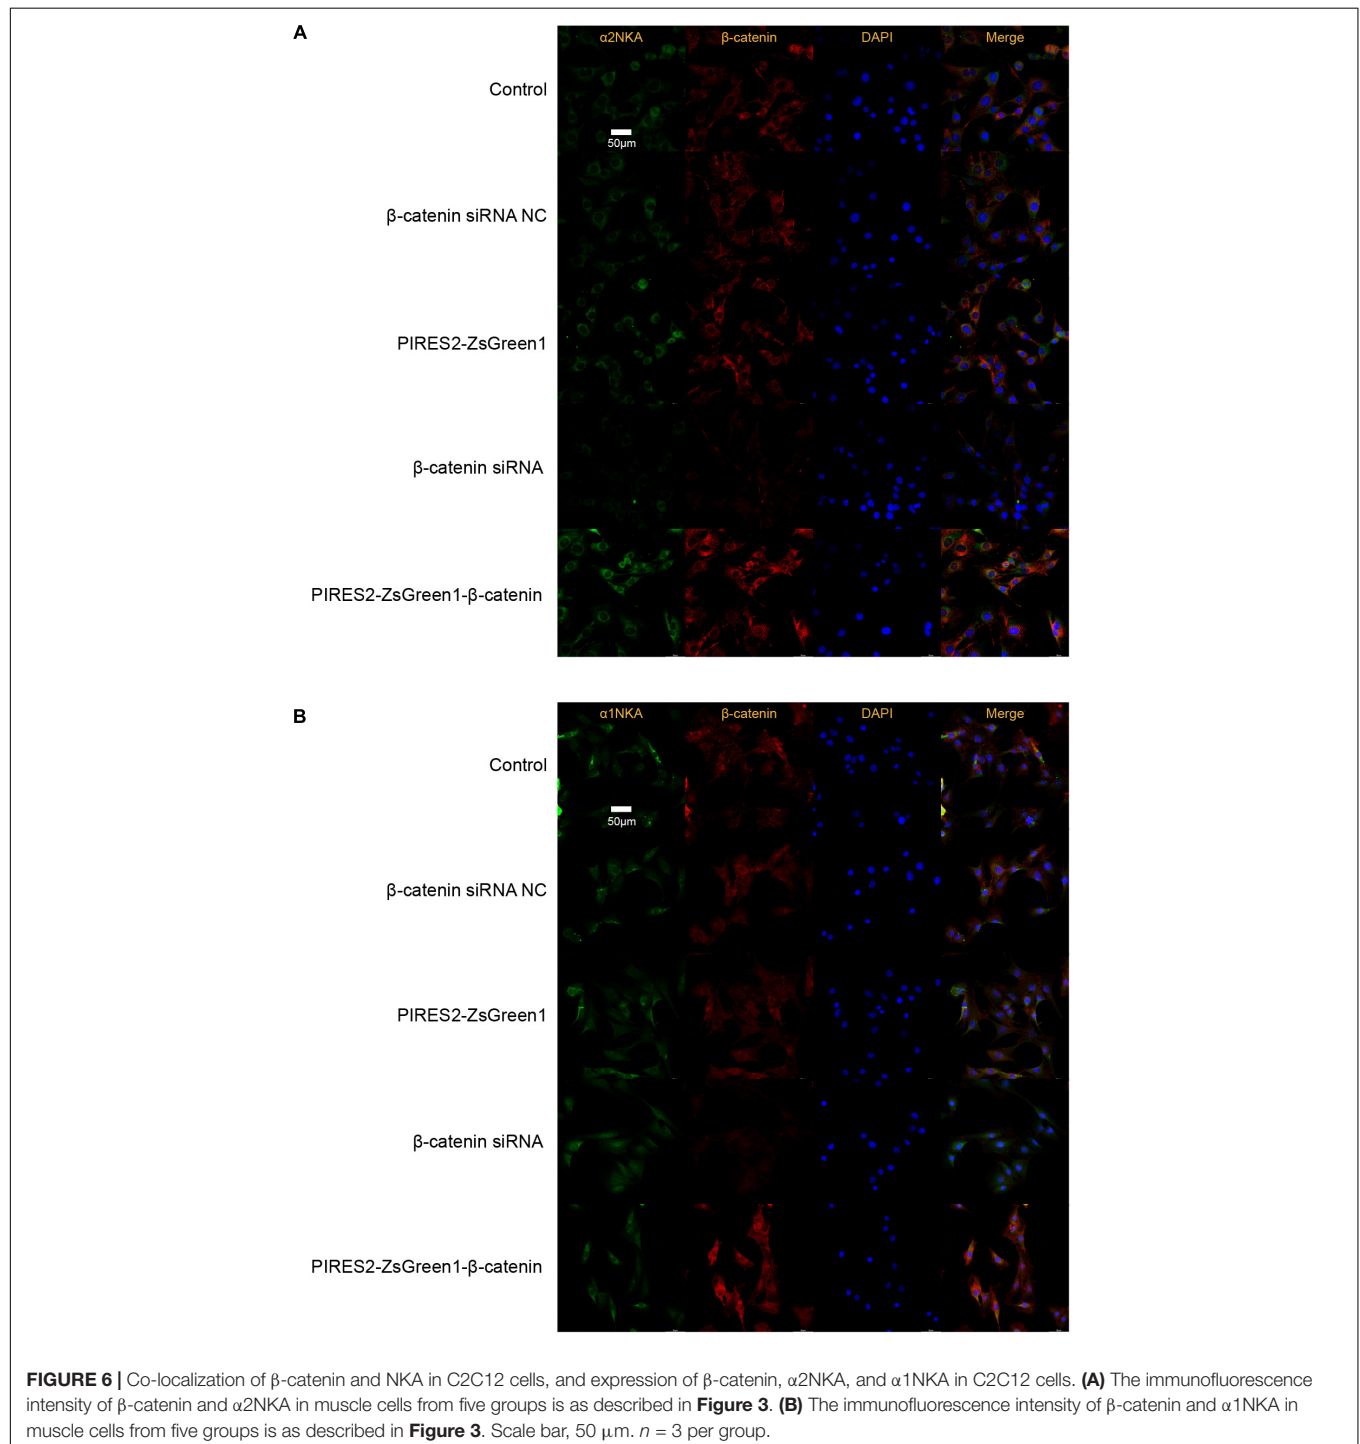 A
α2NKA β-catenin DAPI Merge
Control
50μm
β-catenin siRNA NC
PIRES2-ZsGreen1
β-catenin siRNA
PIRES2-ZsGreen1-β-catenin
B
α1NKA β-catenin DAPI Merge
Control
50μm
β-catenin siRNA NC
PIRES2-ZsGreen1
β-catenin siRNA
PIRES2-ZsGreen1-β-catenin
FIGURE 6 | Co-localization of β-catenin and NKA in C2C12 cells, and expression of β-catenin, α2NKA, and α1NKA in C2C12 cells. (A) The immunofluorescence
intensity of β-catenin and α2NKA in muscle cells from five groups is as described in Figure 3. (B) The immunofluorescence intensity of β-catenin and α1NKA in
muscle cells from five groups is as described in Figure 3. Scale bar, 50 μm. n = 3 per group.